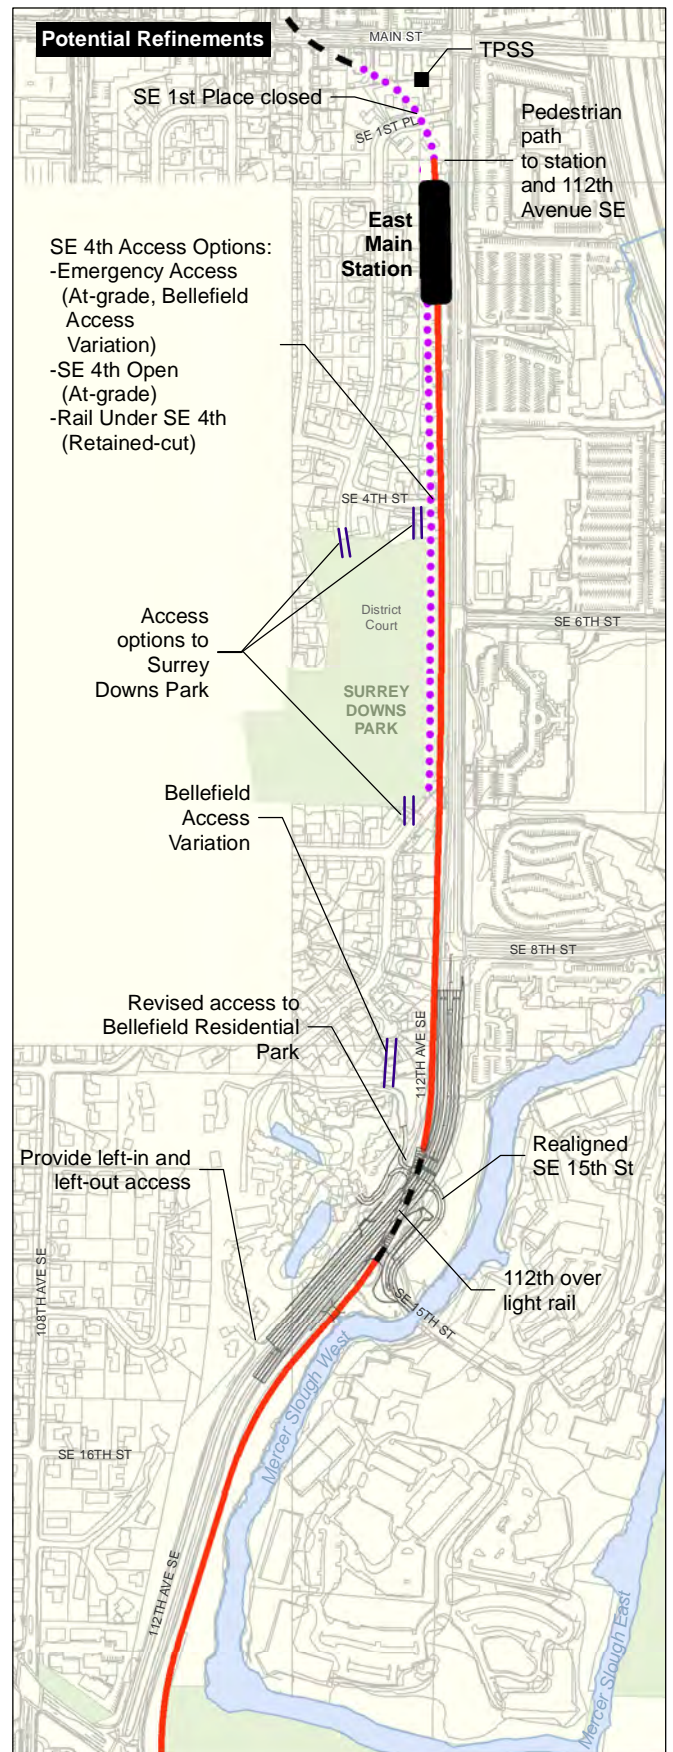 Potential Refinements
MAIN ST
TPSS
SE 1st Place closed
SE 1ST PL
Pedestrian
path
to station
and 112th
Avenue SE
East
Main
Station
SE 4th Access Options:
-Emergency Access
(At-grade, Bellefield
Access
Variation)
-SE 4th Open
(At-grade)
-Rail Under SE 4th
(Retained-cut)
SE 4TH ST
District
Court
Access
options to
Surrey
Downs Park
SE 6TH ST
SURREY
DOWNS
PARK
Bellefield
Access
Variation
SE 8TH ST
Revised access to
Bellefield Residential
Park
112TH AVE SE
Realigned
SE 15th St
Provide left-in and
left-out access
112th over
light rail
108TH AVE SE
SE 15TH ST
Mercer Slough West
SE 16TH ST
112TH AVE SE
Mercer Slough East